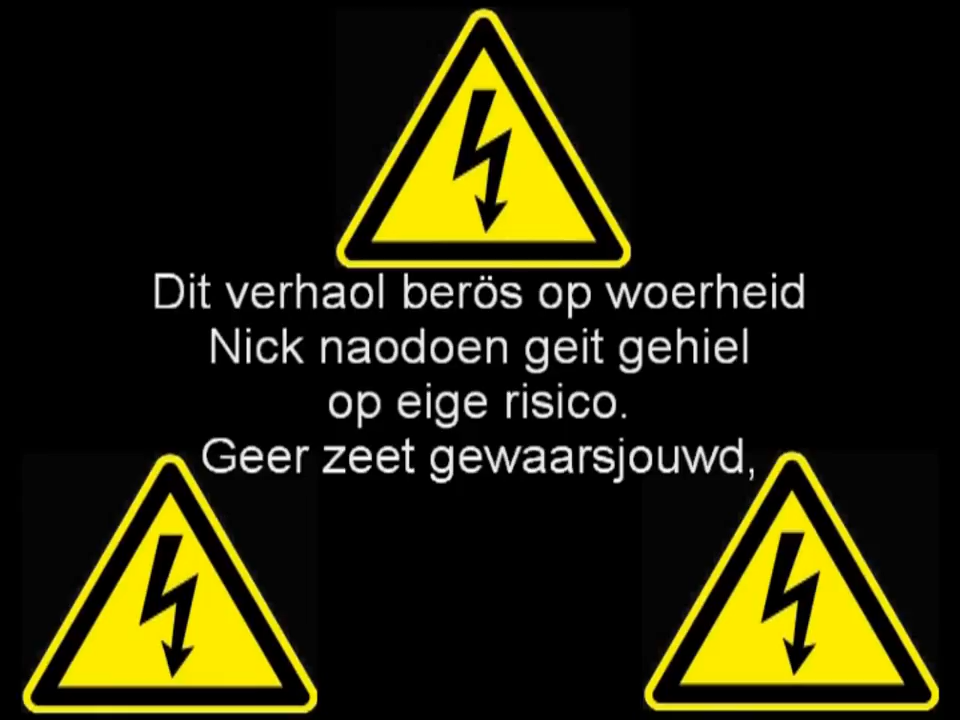 Dit verhaol berös op woerheid
Nick naodoen geit gehiel
op eige risico.
Geer zeet gewaarsjouwd,